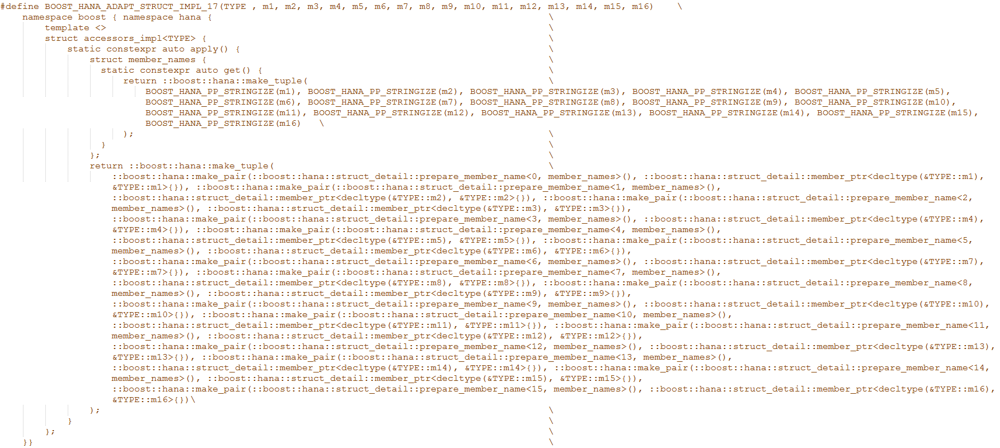 #define BOOST_HANA_ADAPT_STRUCT_IMPL_17(TYPE , m1, m2, m3, m4, m5, m6, m7, m8, m9, m10, m11, m12, m13, m14, m15, m16)    \
    namespace boost { namespace hana {                                                            \
        template <>                                                                               \
        struct accessors_impl<TYPE> {                                                             \
            static constexpr auto apply() {                                                       \
                struct member_names {                                                             \
                  static constexpr auto get() {                                                   \
                      return ::boost::hana::make_tuple(                                           \
                          BOOST_HANA_PP_STRINGIZE(m1), BOOST_HANA_PP_STRINGIZE(m2), BOOST_HANA_PP_STRINGIZE(m3), BOOST_HANA_PP_STRINGIZE(m4), BOOST_HANA_PP_STRINGIZE(m5),
                          BOOST_HANA_PP_STRINGIZE(m6), BOOST_HANA_PP_STRINGIZE(m7), BOOST_HANA_PP_STRINGIZE(m8), BOOST_HANA_PP_STRINGIZE(m9), BOOST_HANA_PP_STRINGIZE(m10),
                          BOOST_HANA_PP_STRINGIZE(m11), BOOST_HANA_PP_STRINGIZE(m12), BOOST_HANA_PP_STRINGIZE(m13), BOOST_HANA_PP_STRINGIZE(m14), BOOST_HANA_PP_STRINGIZE(m15),
                          BOOST_HANA_PP_STRINGIZE(m16)   \
                      );                                                                          \
                  }                                                                               \
                };                                                                                \
                return ::boost::hana::make_tuple(                                                 \
                    ::boost::hana::make_pair(::boost::hana::struct_detail::prepare_member_name<0, member_names>(), ::boost::hana::struct_detail::member_ptr<decltype(&TYPE::m1),
                    &TYPE::m1>{}), ::boost::hana::make_pair(::boost::hana::struct_detail::prepare_member_name<1, member_names>(),
                    ::boost::hana::struct_detail::member_ptr<decltype(&TYPE::m2), &TYPE::m2>{}), ::boost::hana::make_pair(::boost::hana::struct_detail::prepare_member_name<2,
                    member_names>(), ::boost::hana::struct_detail::member_ptr<decltype(&TYPE::m3), &TYPE::m3>{}),
                    ::boost::hana::make_pair(::boost::hana::struct_detail::prepare_member_name<3, member_names>(), ::boost::hana::struct_detail::member_ptr<decltype(&TYPE::m4),
                    &TYPE::m4>{}), ::boost::hana::make_pair(::boost::hana::struct_detail::prepare_member_name<4, member_names>(),
                    ::boost::hana::struct_detail::member_ptr<decltype(&TYPE::m5), &TYPE::m5>{}), ::boost::hana::make_pair(::boost::hana::struct_detail::prepare_member_name<5,
                    member_names>(), ::boost::hana::struct_detail::member_ptr<decltype(&TYPE::m6), &TYPE::m6>{}),
                    ::boost::hana::make_pair(::boost::hana::struct_detail::prepare_member_name<6, member_names>(), ::boost::hana::struct_detail::member_ptr<decltype(&TYPE::m7),
                    &TYPE::m7>{}), ::boost::hana::make_pair(::boost::hana::struct_detail::prepare_member_name<7, member_names>(),
                    ::boost::hana::struct_detail::member_ptr<decltype(&TYPE::m8), &TYPE::m8>{}), ::boost::hana::make_pair(::boost::hana::struct_detail::prepare_member_name<8,
                    member_names>(), ::boost::hana::struct_detail::member_ptr<decltype(&TYPE::m9), &TYPE::m9>{}),
                    ::boost::hana::make_pair(::boost::hana::struct_detail::prepare_member_name<9, member_names>(), ::boost::hana::struct_detail::member_ptr<decltype(&TYPE::m10),
                    &TYPE::m10>{}), ::boost::hana::make_pair(::boost::hana::struct_detail::prepare_member_name<10, member_names>(),
                    ::boost::hana::struct_detail::member_ptr<decltype(&TYPE::m11), &TYPE::m11>{}), ::boost::hana::make_pair(::boost::hana::struct_detail::prepare_member_name<11,
                    member_names>(), ::boost::hana::struct_detail::member_ptr<decltype(&TYPE::m12), &TYPE::m12>{}),
                    ::boost::hana::make_pair(::boost::hana::struct_detail::prepare_member_name<12, member_names>(), ::boost::hana::struct_detail::member_ptr<decltype(&TYPE::m13),
                    &TYPE::m13>{}), ::boost::hana::make_pair(::boost::hana::struct_detail::prepare_member_name<13, member_names>(),
                    ::boost::hana::struct_detail::member_ptr<decltype(&TYPE::m14), &TYPE::m14>{}), ::boost::hana::make_pair(::boost::hana::struct_detail::prepare_member_name<14,
                    member_names>(), ::boost::hana::struct_detail::member_ptr<decltype(&TYPE::m15), &TYPE::m15>{}),
                    ::boost::hana::make_pair(::boost::hana::struct_detail::prepare_member_name<15, member_names>(), ::boost::hana::struct_detail::member_ptr<decltype(&TYPE::m16),
                    &TYPE::m16>{})\
                );                                                                                \
            }                                                                                     \
        };                                                                                        \
    }}                                                                                            \